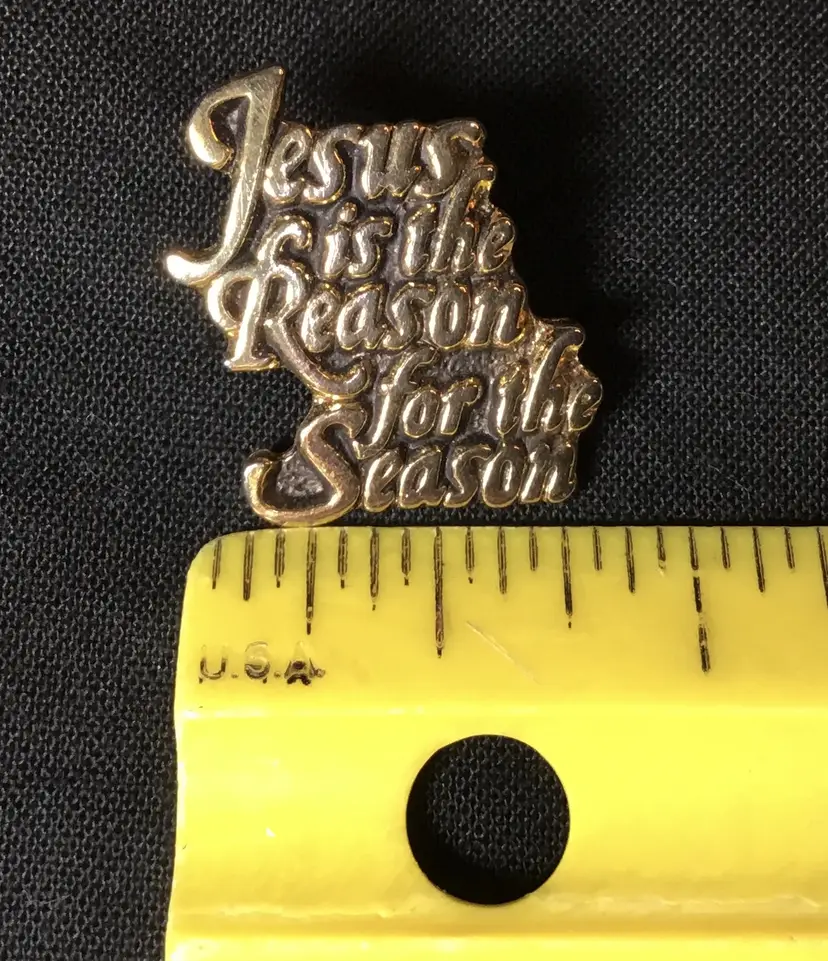 Jesus
is the
Reason
for the
Season
U.S.A.